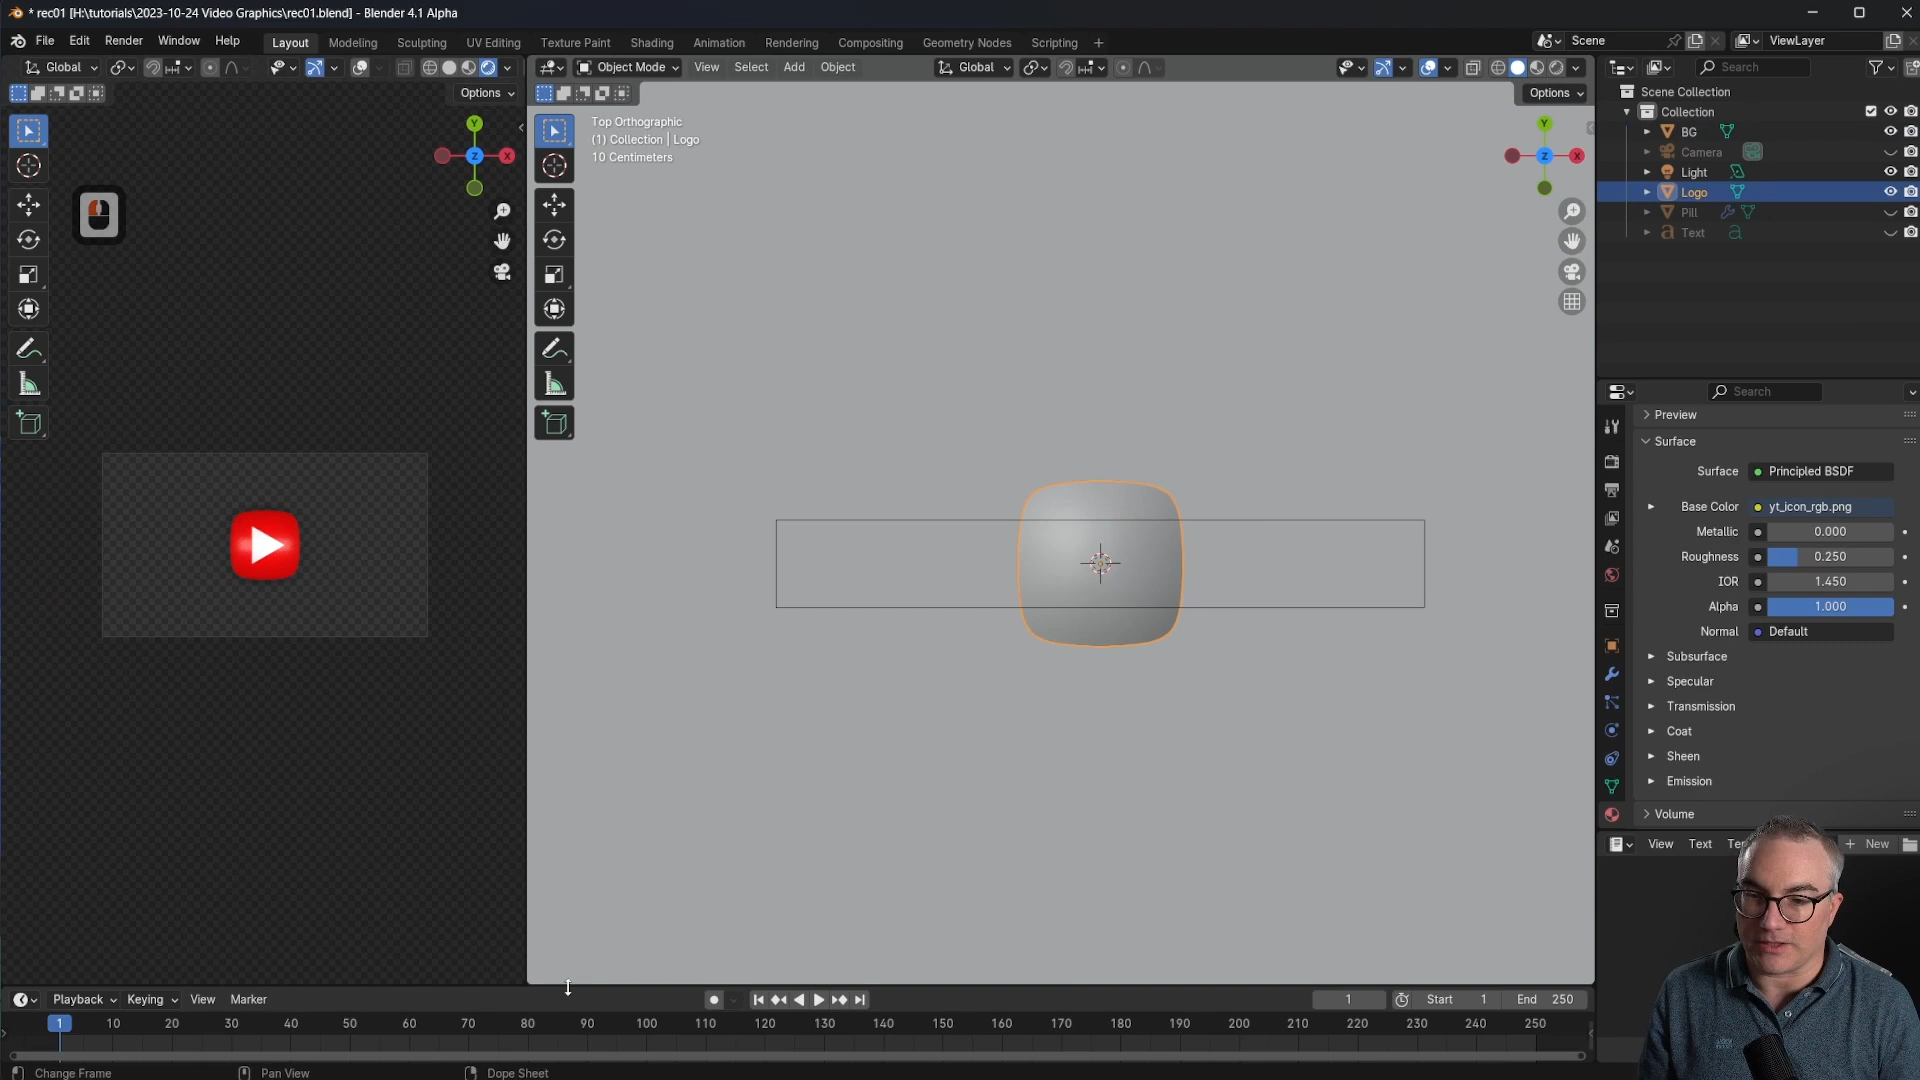 * rec01 [H:\tutorials\2023-10-24 Video Graphics\rec01.blend] - Blender 4.1 Alpha
File Edit Render Window Help Layout Modeling Sculpting UV Editing Texture Paint Shading Animation Rendering Compositing Geometry Nodes Scripting + Scene ViewLayer
Global Object Mode View Select Add Object Global Search
Options Options
Scene Collection
Collection
BG
Camera
Light
Logo
Pill
Text
Y
X
Z
Top Orthographic
(1) Collection | Logo
10 Centimeters
Y
X
Z
Search
Preview
Surface
Surface Principled BSDF
Base Color yt_icon_rgb.png
Metallic 0.000
Roughness 0.250
IOR 1.450
Alpha 1.000
Normal Default
Subsurface
Specular
Transmission
Coat
Sheen
Emission
Volume
View Text New
Playback Keying View Marker 1 Start 1 End 250
1 10 20 30 40 50 60 70 80 90 100 110 120 130 140 150 160 170 180 190 200 210 220 230 240 250
Change Frame Pan View Dope Sheet